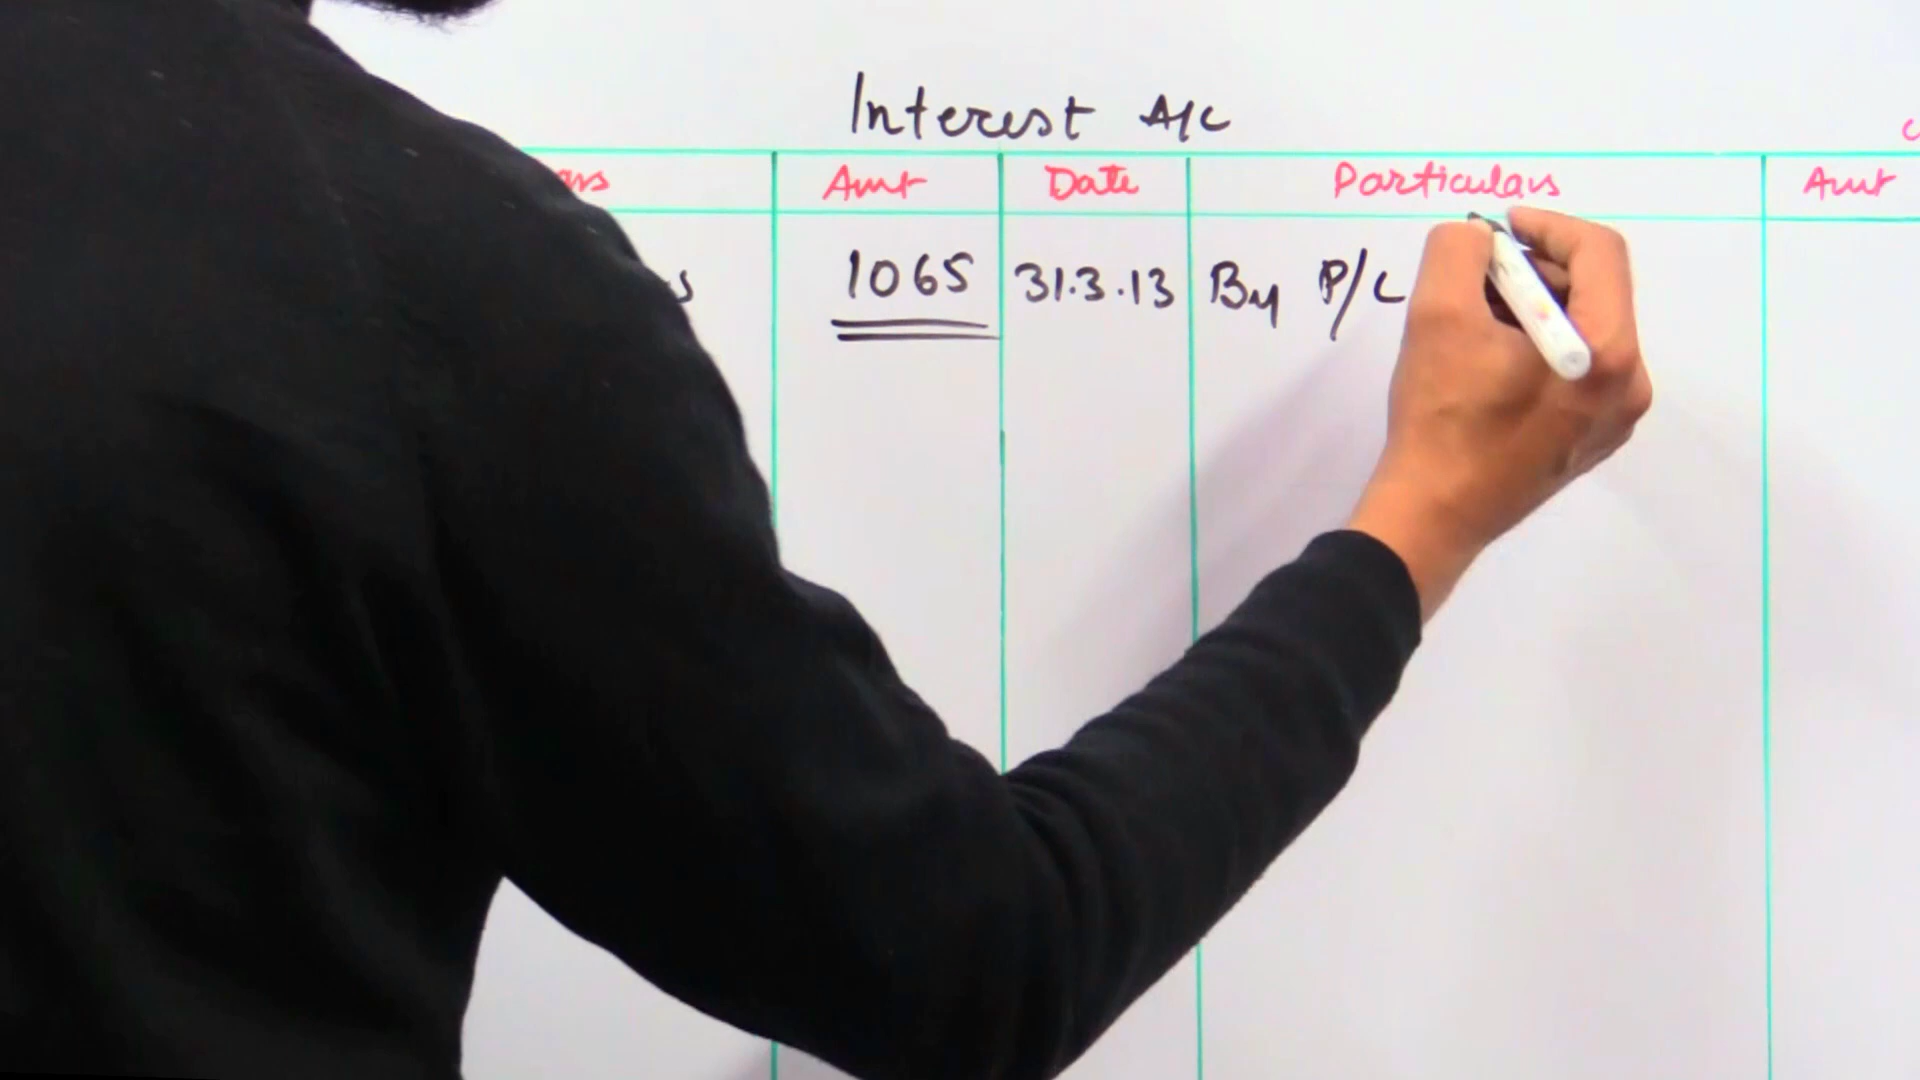 Interest A/C
Amt Date Particulars Amt
1065 31.3.13 By P/L